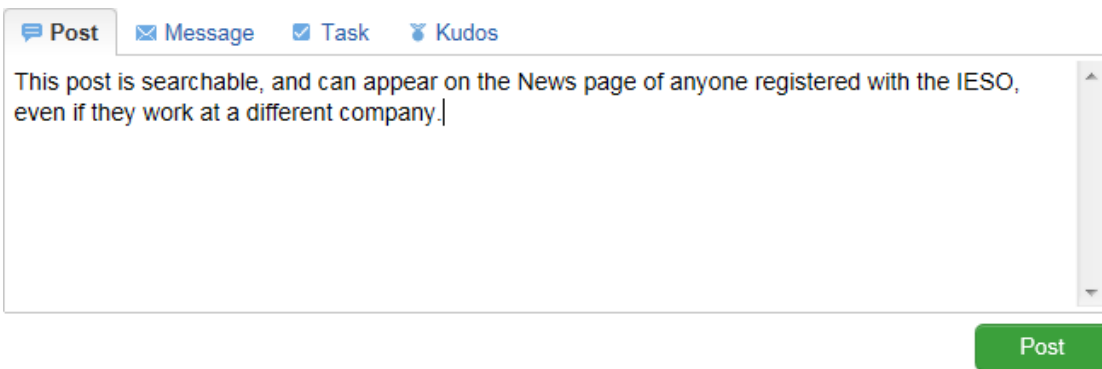 Post Message Task Kudos
This post is searchable, and can appear on the News page of anyone registered with the IESO,
even if they work at a different company.
Post